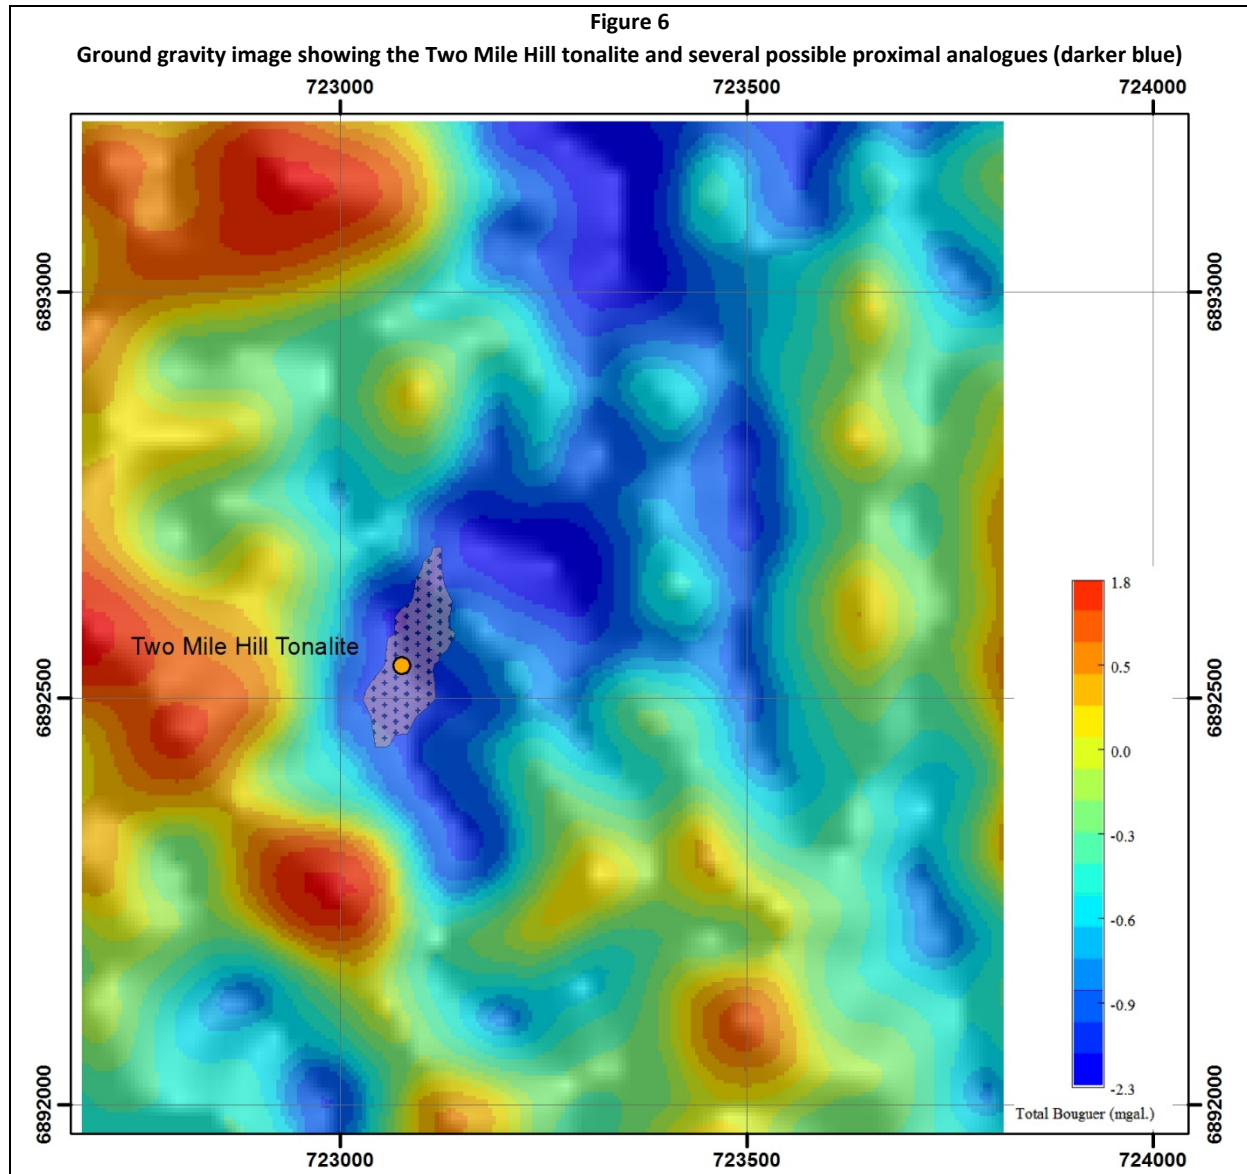 Figure 6
Ground gravity image showing the Two Mile Hill tonalite and several possible proximal analogues (darker blue)
723000 723500 724000
6893000 6893000
Two Mile Hill Tonalite
6892500 6892500
1.8
0.5
0.0
-0.3
-0.6
-0.9
-2.3
Total Bouguer (mgal.)
6892000 6892000
723000 723500 724000